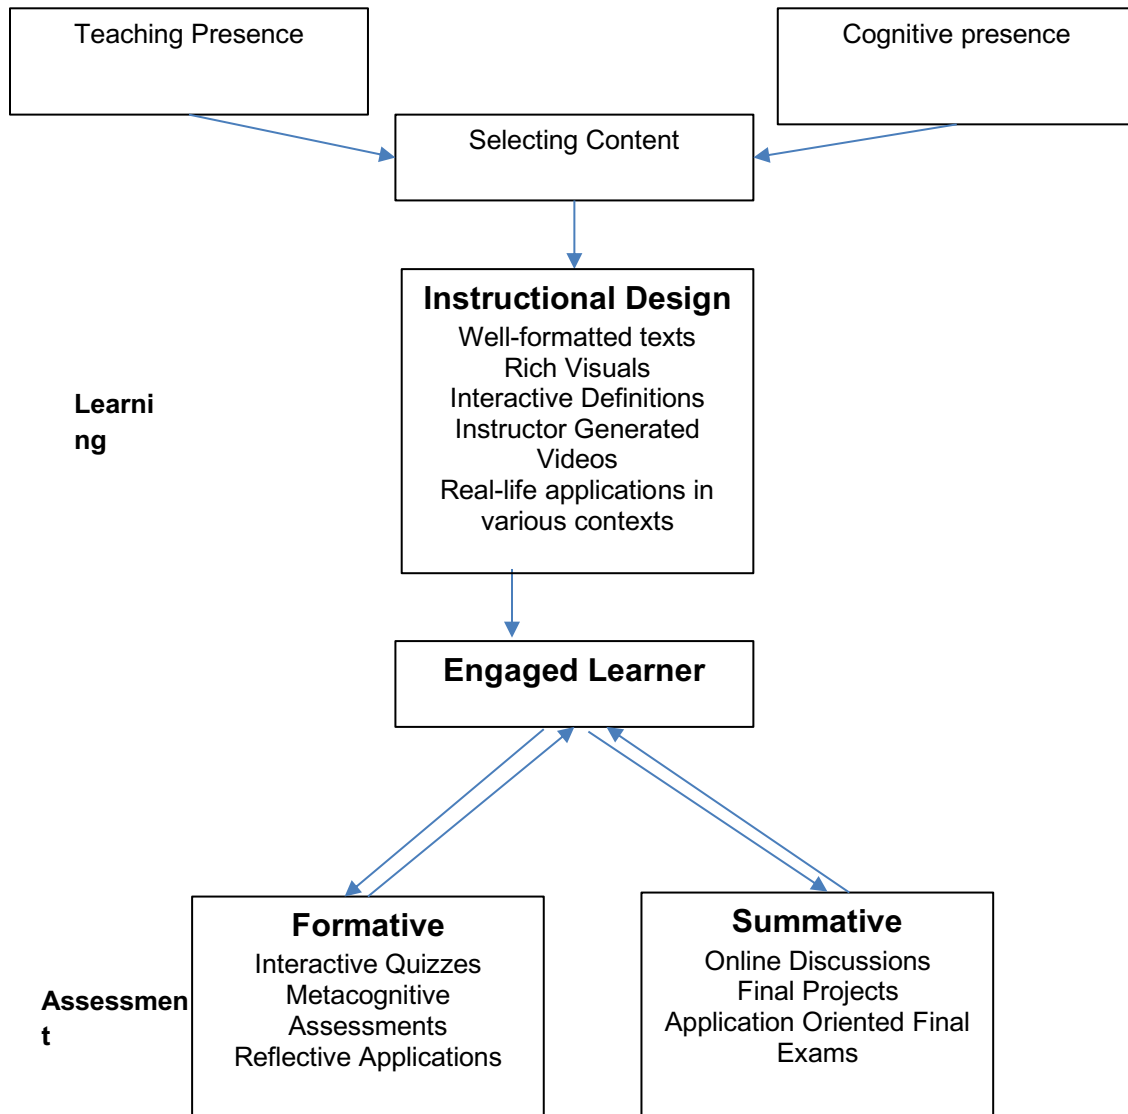 Teaching Presence
Cognitive presence
Selecting Content
Instructional Design
Well-formatted texts
Rich Visuals
Interactive Definitions
Instructor Generated
Videos
Real-life applications in
various contexts
Learni
ng
Engaged Learner
Formative
Interactive Quizzes
Metacognitive
Assessments
Reflective Applications
Summative
Online Discussions
Final Projects
Application Oriented Final
Exams
Assessmen
t